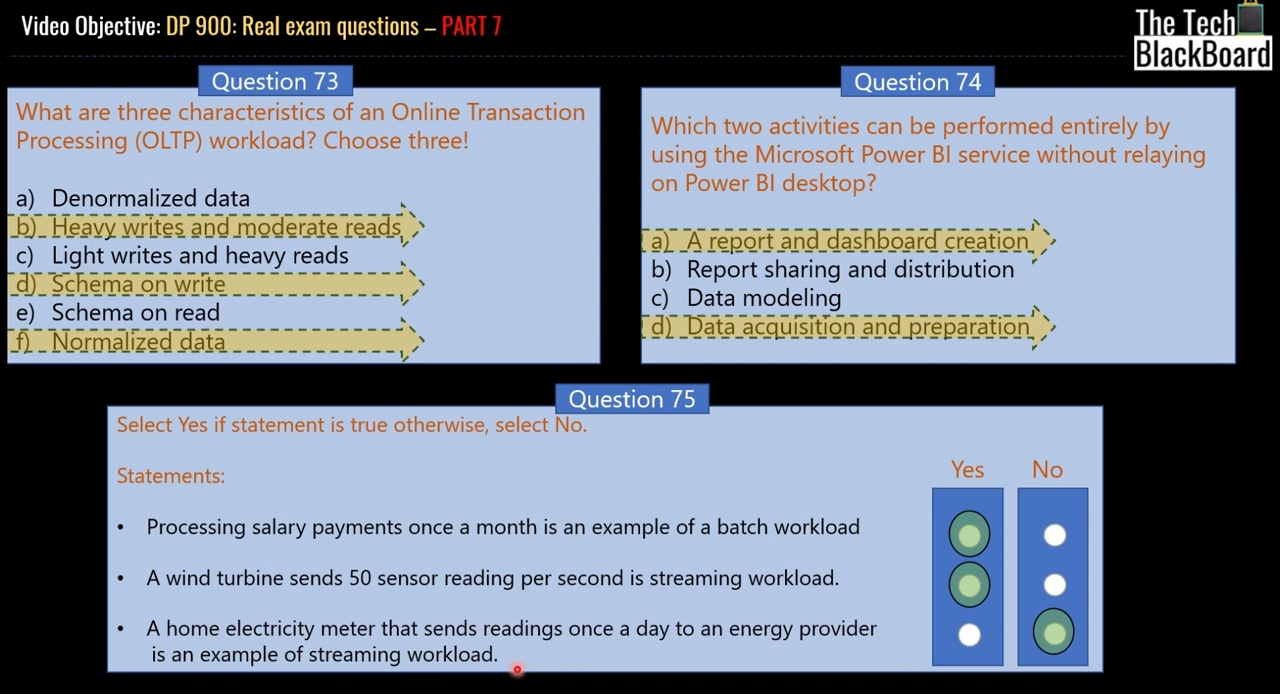 Video Objective: DP 900: Real exam questions – PART 7
The Tech
BlackBoard
Question 73
What are three characteristics of an Online Transaction
Processing (OLTP) workload? Choose three!
a) Denormalized data
b) Heavy writes and moderate reads
c) Light writes and heavy reads
d) Schema on write
e) Schema on read
f) Normalized data
Question 74
Which two activities can be performed entirely by
using the Microsoft Power BI service without relaying
on Power BI desktop?
a) A report and dashboard creation
b) Report sharing and distribution
c) Data modeling
d) Data acquisition and preparation
Question 75
Select Yes if statement is true otherwise, select No.
Statements:
Yes No
• Processing salary payments once a month is an example of a batch workload
• A wind turbine sends 50 sensor reading per second is streaming workload.
• A home electricity meter that sends readings once a day to an energy provider
is an example of streaming workload.